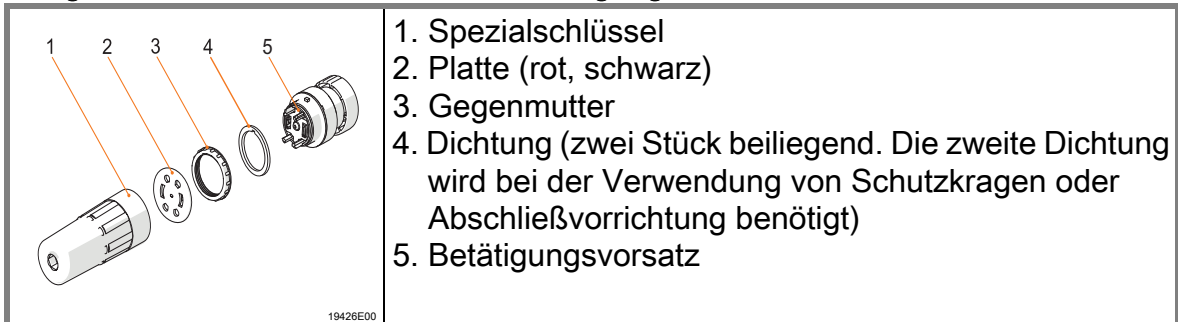 1 2 3 4 5
19426E00
1. Spezialschlüssel
2. Platte (rot, schwarz)
3. Gegenmutter
4. Dichtung (zwei Stück beiliegend. Die zweite Dichtung
wird bei der Verwendung von Schutzkragen oder
Abschließvorrichtung benötigt)
5. Betätigungsvorsatz